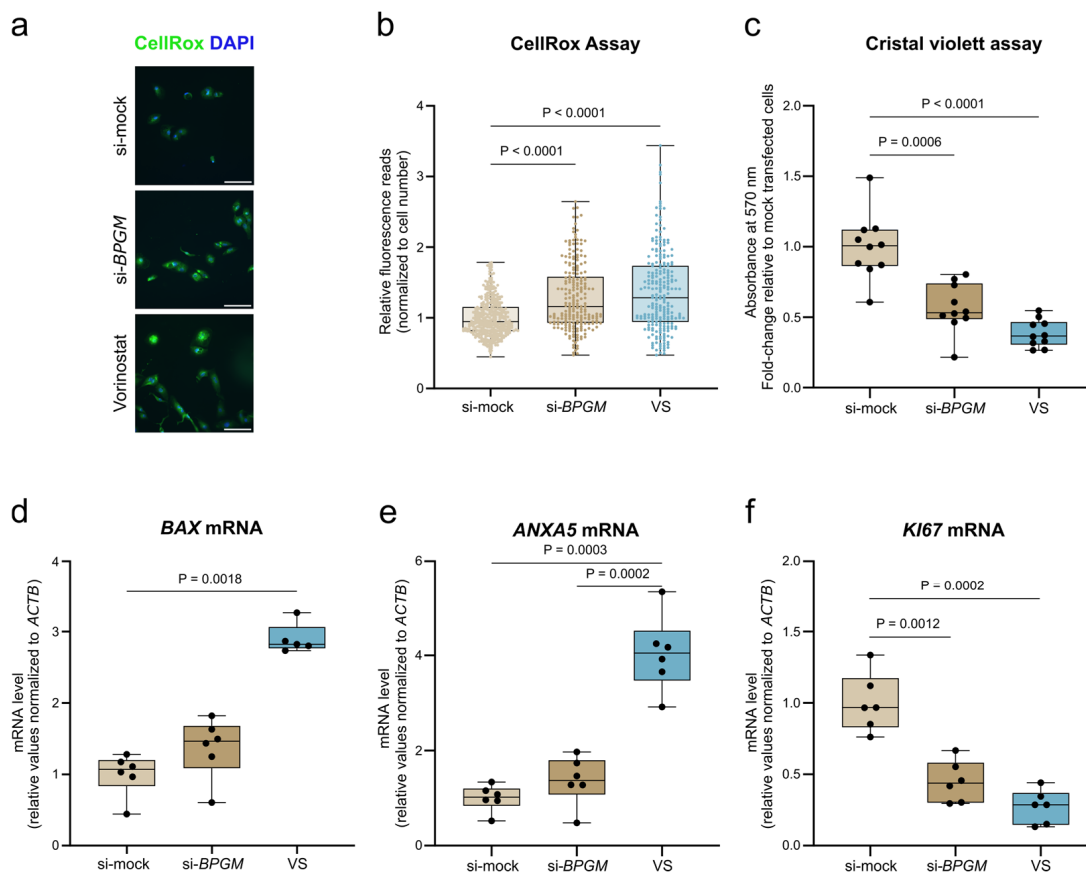 a
CellRox DAPI
si-mock
si-BPGM
Vorinostat
b
CellRox Assay
Relative fluorescence reads
(normalized to cell number)
4
3
2
1
0
P < 0.0001
P < 0.0001
si-mock
si-BPGM
VS
c
Cristal violett assay
Absorbance at 570 nm
Fold-change relative to mock transfected cells
2.0
1.5
1.0
0.5
0.0
P < 0.0001
P = 0.0006
si-mock
si-BPGM
VS
d
BAX mRNA
mRNA level
(relative values normalized to ACTB)
4
3
2
1
0
P = 0.0018
si-mock
si-BPGM
VS
e
ANXA5 mRNA
mRNA level
(relative values normalized to ACTB)
6
4
2
0
P = 0.0003
P = 0.0002
si-mock
si-BPGM
VS
f
KI67 mRNA
mRNA level
(relative values normalized to ACTB)
2.0
1.5
1.0
0.5
0.0
P = 0.0002
P = 0.0012
si-mock
si-BPGM
VS